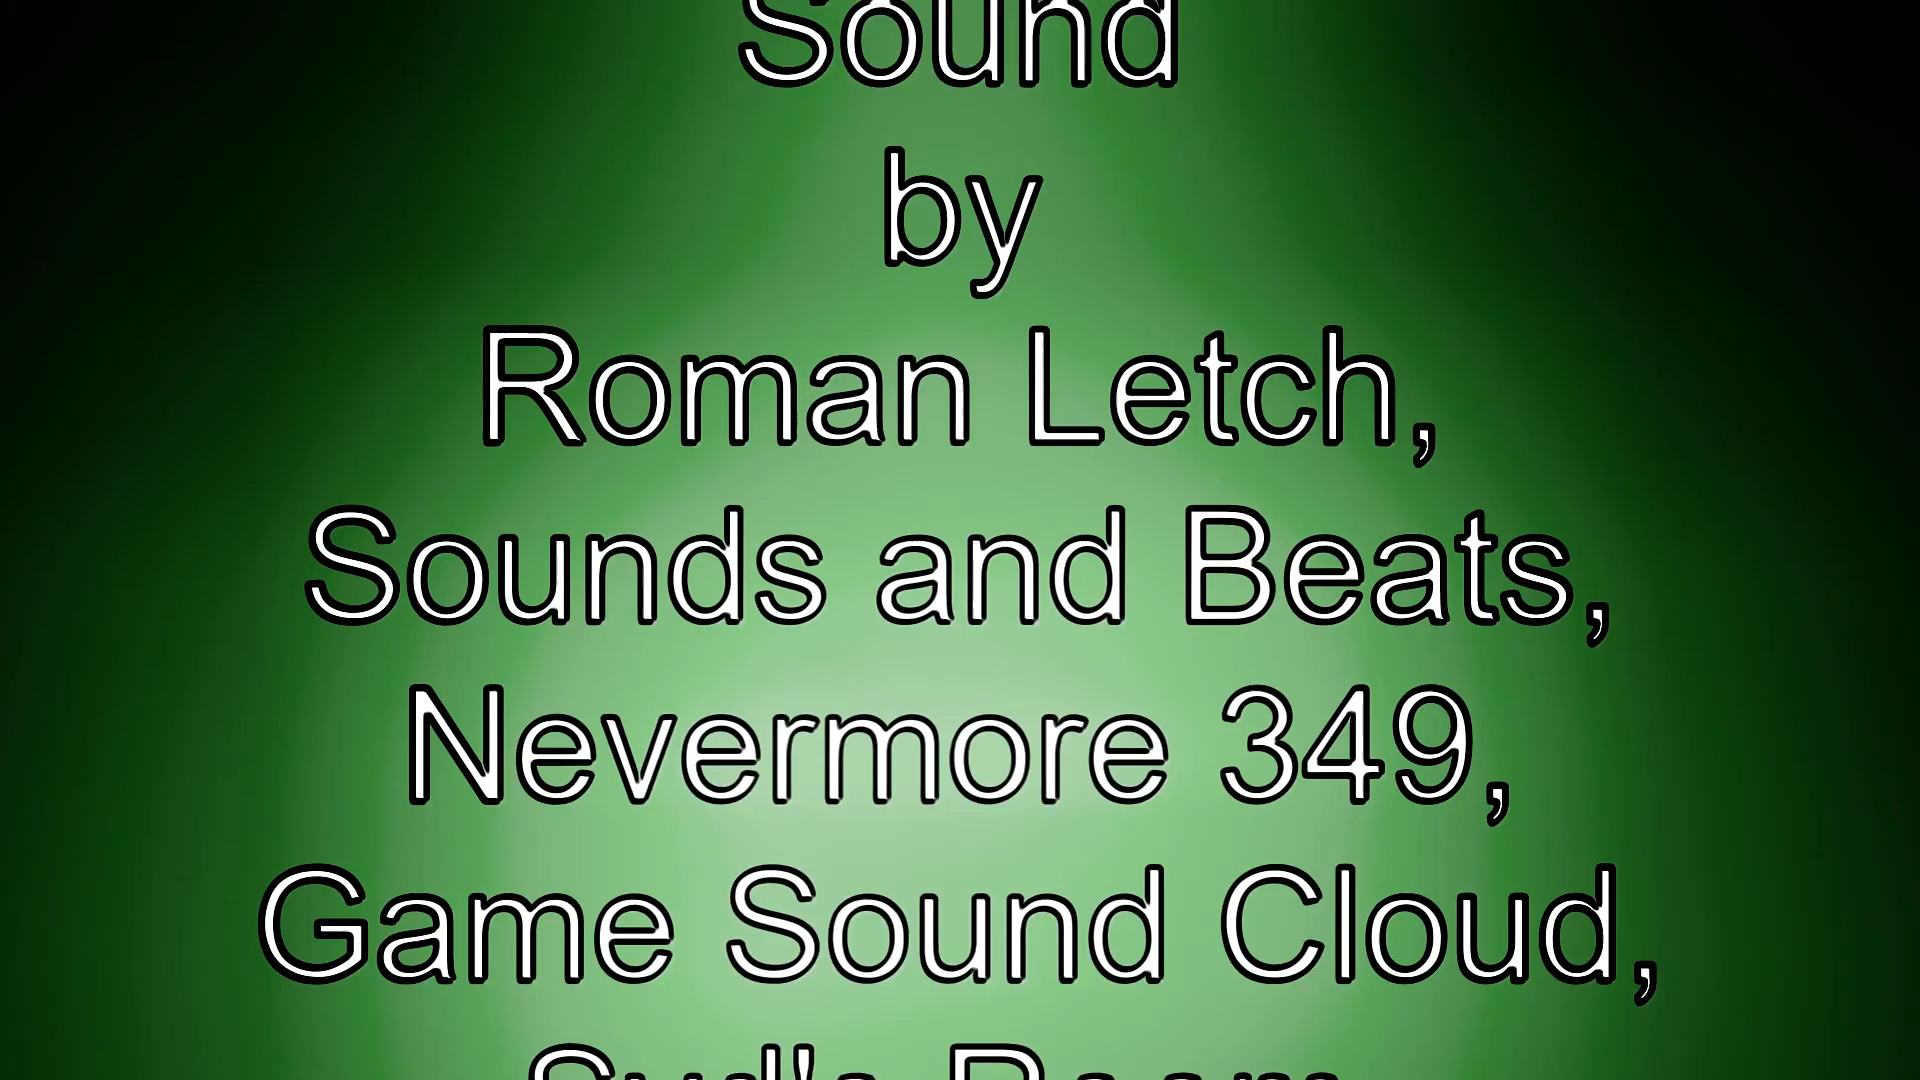 Sound
by
Roman Letch,
Sounds and Beats,
Nevermore 349,
Game Sound Cloud,